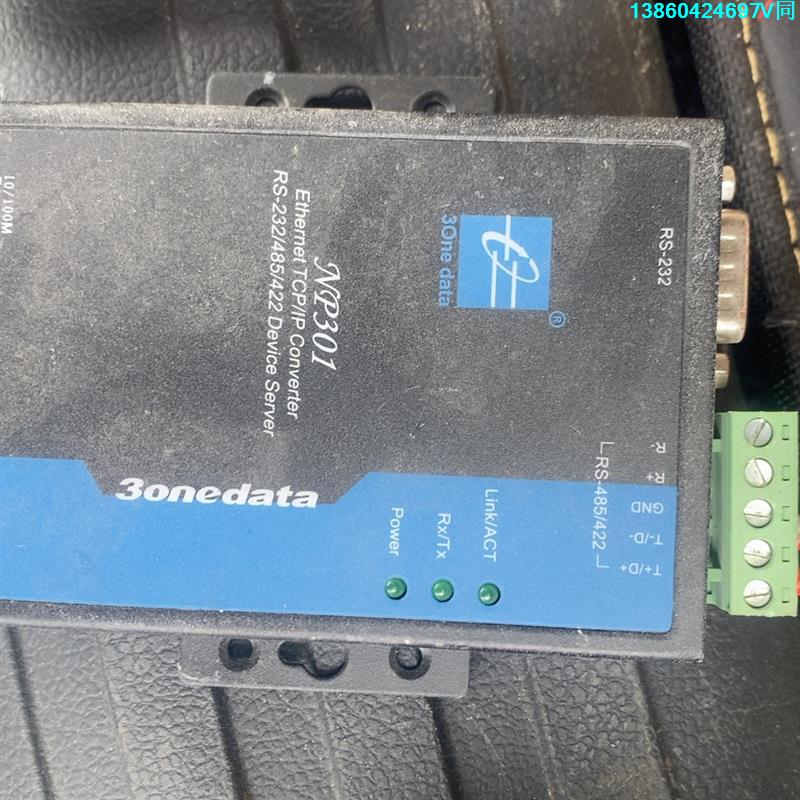 13860424697V同
10/100M
NP301
Ethernet TCP/IP Converter
RS-232/485/422 Device Server
3One data
®
RS-232
3onedata
Link/ACT
Rx/Tx
Power
RS-485/422
R-
R+
GND
T-/D-
T+/D+